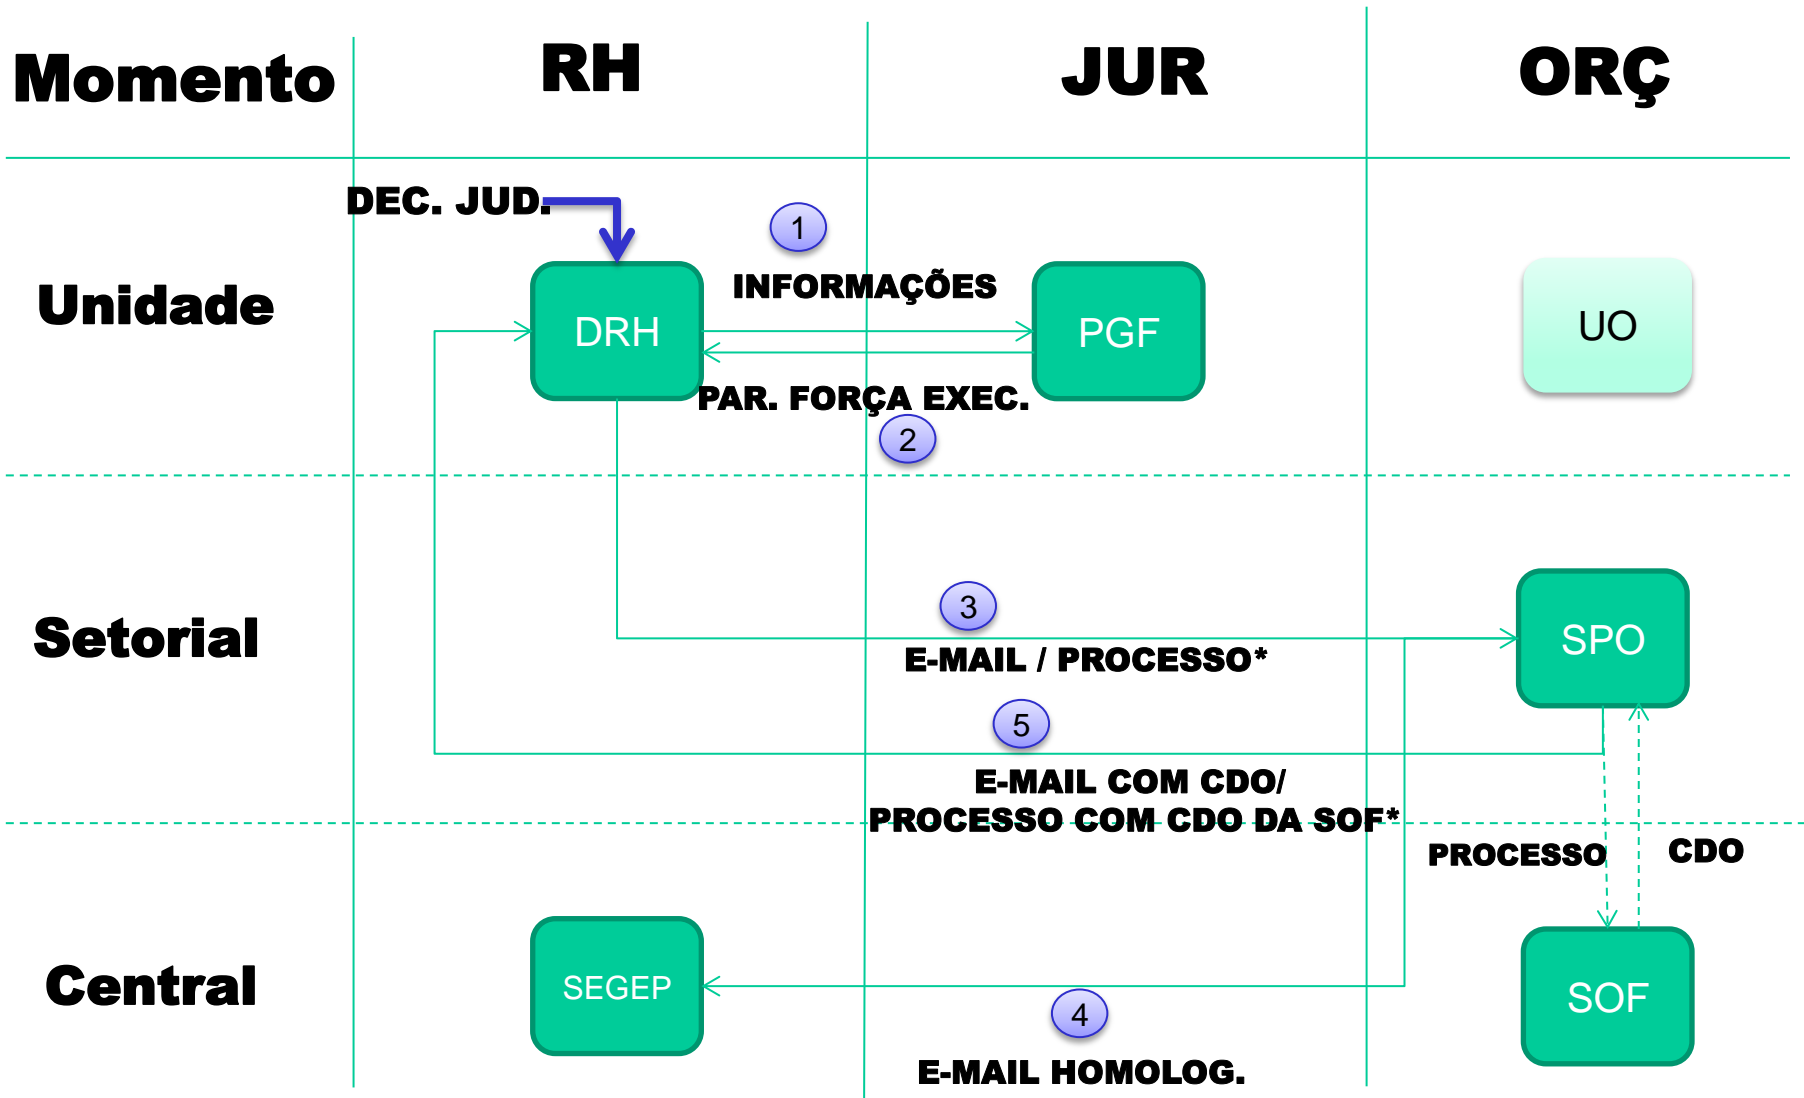 Momento
RH
JUR
ORÇ
DEC. JUD.
1
INFORMAÇÕES
Unidade
DRH
PGF
UO
PAR. FORÇA EXEC.
2
3
Setorial
SPO
E-MAIL / PROCESSO*
5
E-MAIL COM CDO/
PROCESSO COM CDO DA SOF*
PROCESSO
CDO
Central
SEGEP
SOF
4
E-MAIL HOMOLOG.